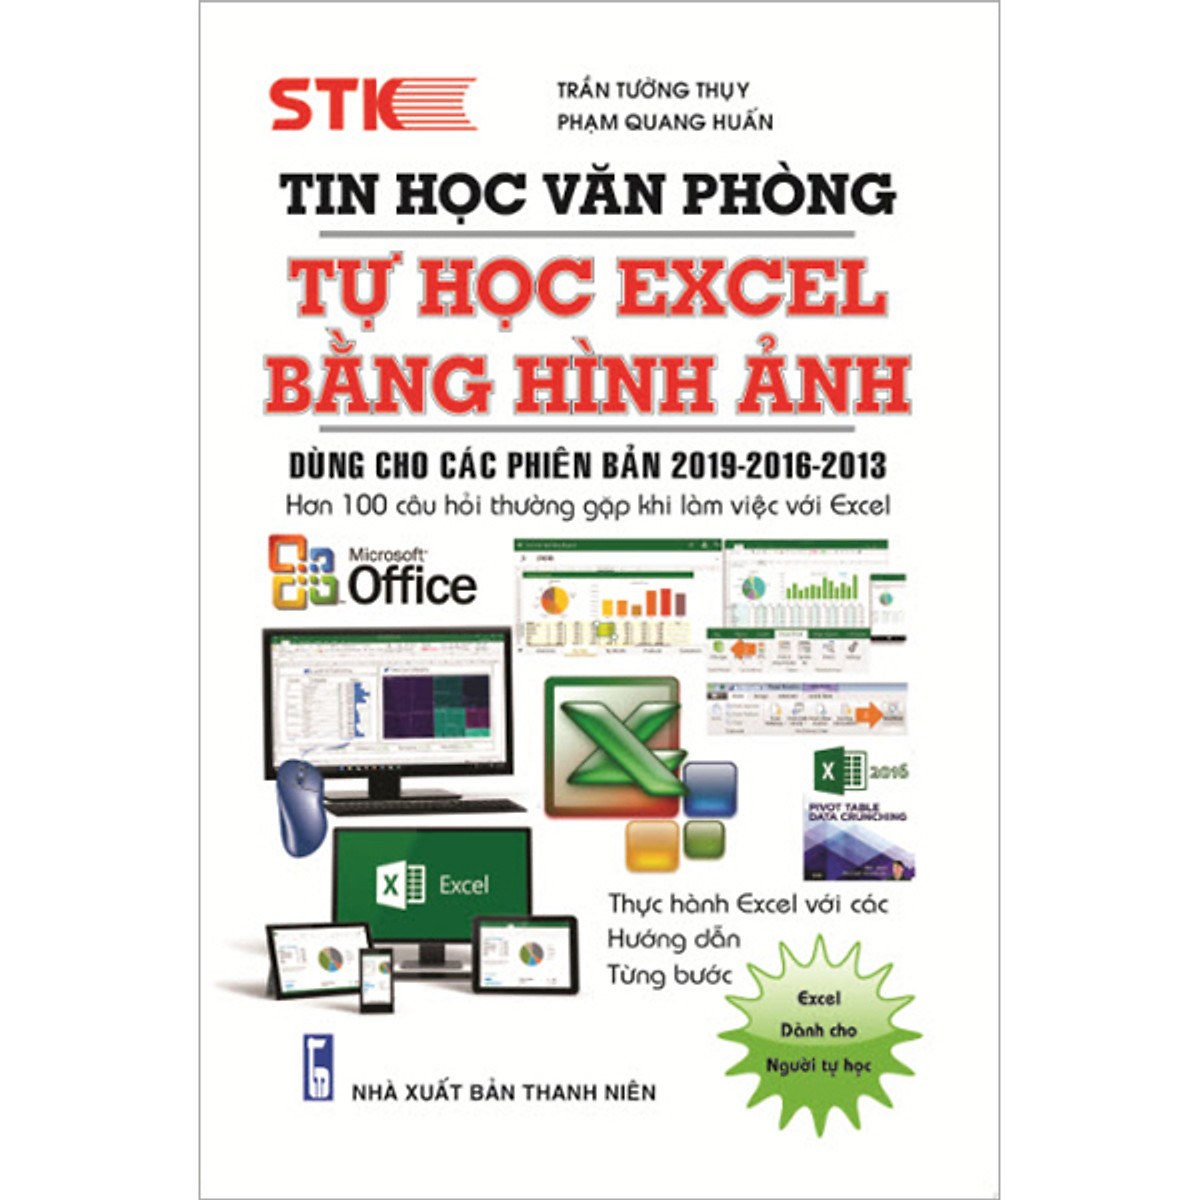 STK
TRẦN TƯỜNG THỤY
PHẠM QUANG HUẤN
TIN HỌC VĂN PHÒNG
TỰ HỌC EXCEL
BẰNG HÌNH ẢNH
DÙNG CHO CÁC PHIÊN BẢN 2019-2016-2013
Hơn 100 câu hỏi thường gặp khi làm việc với Excel
Microsoft
Office
X 2016
PIVOT TABLE
DATA CRUNCHING
X Excel
Thực hành Excel với các
Hướng dẫn
Từng bước
Excel
Dành cho
Người tự học
NHÀ XUẤT BẢN THANH NIÊN